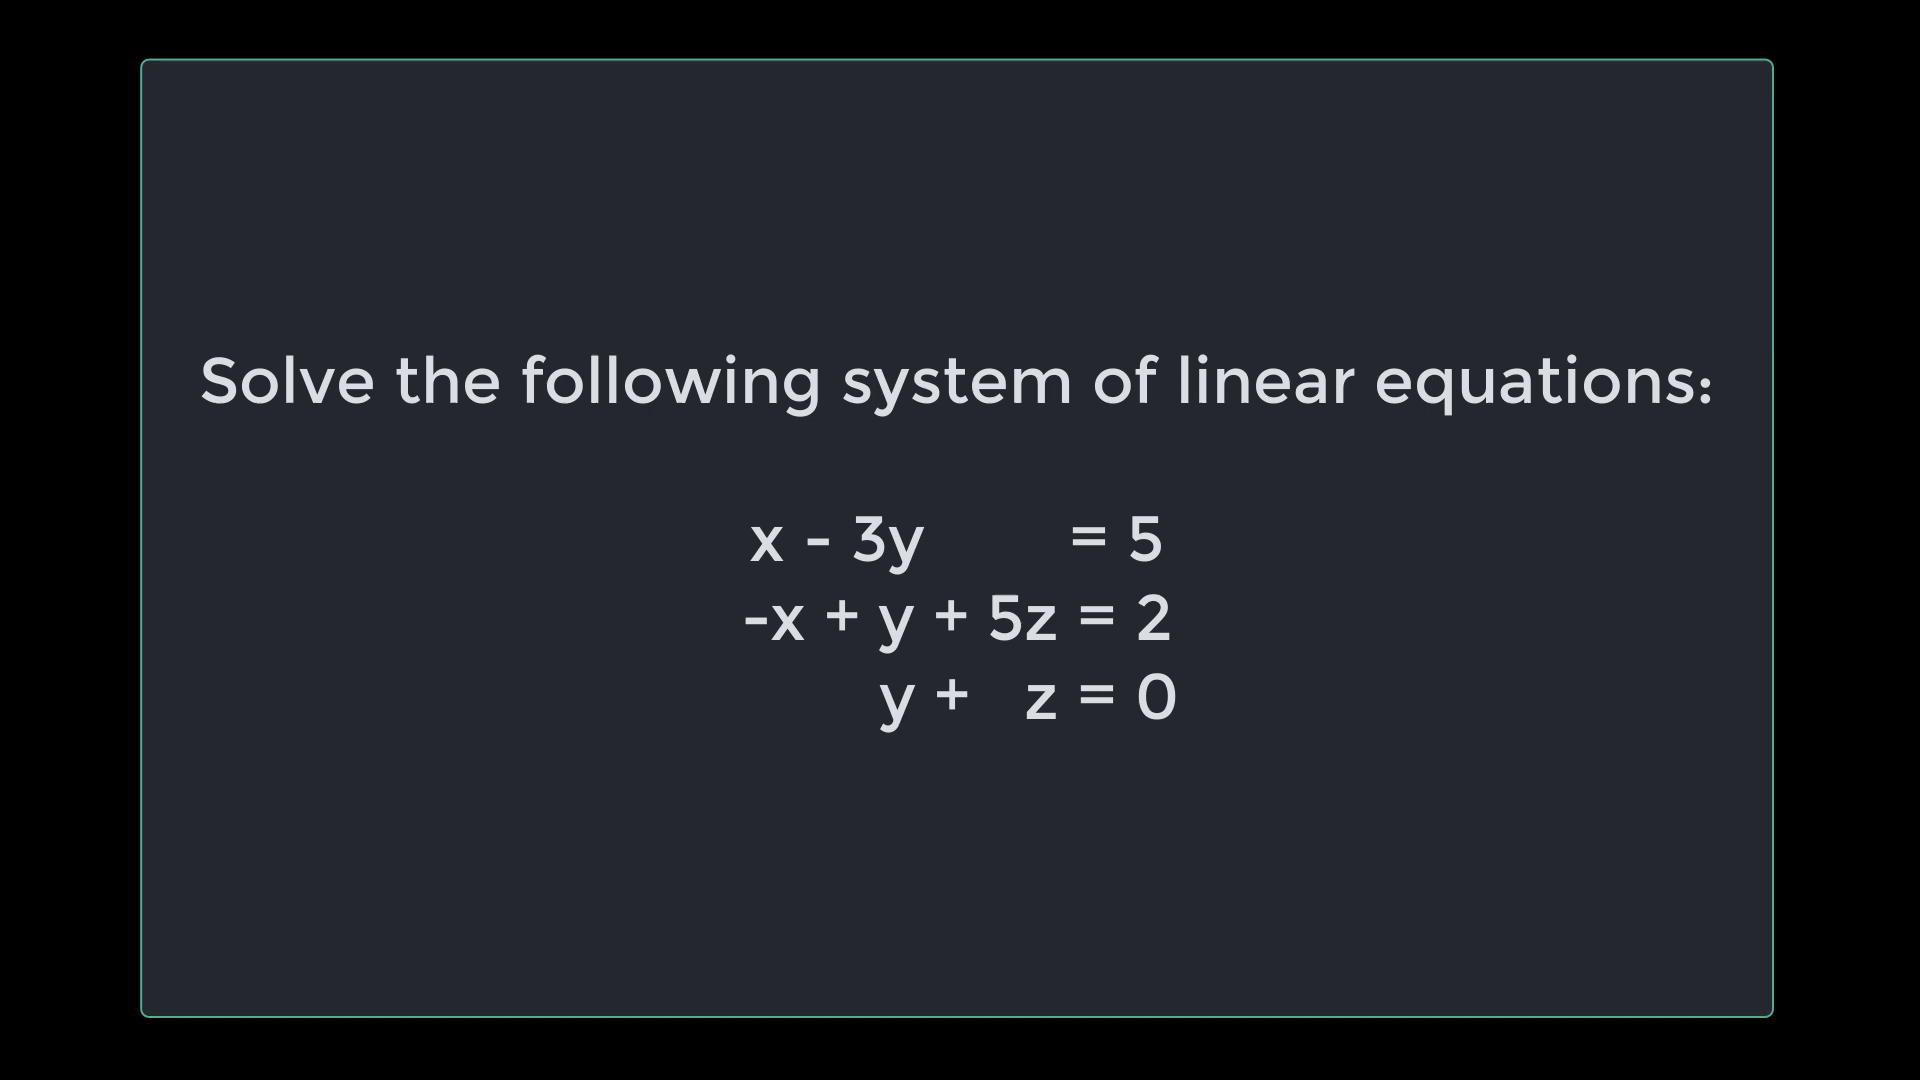 Solve the following system of linear equations:
x - 3y = 5
-x + y + 5z = 2
y + z = 0